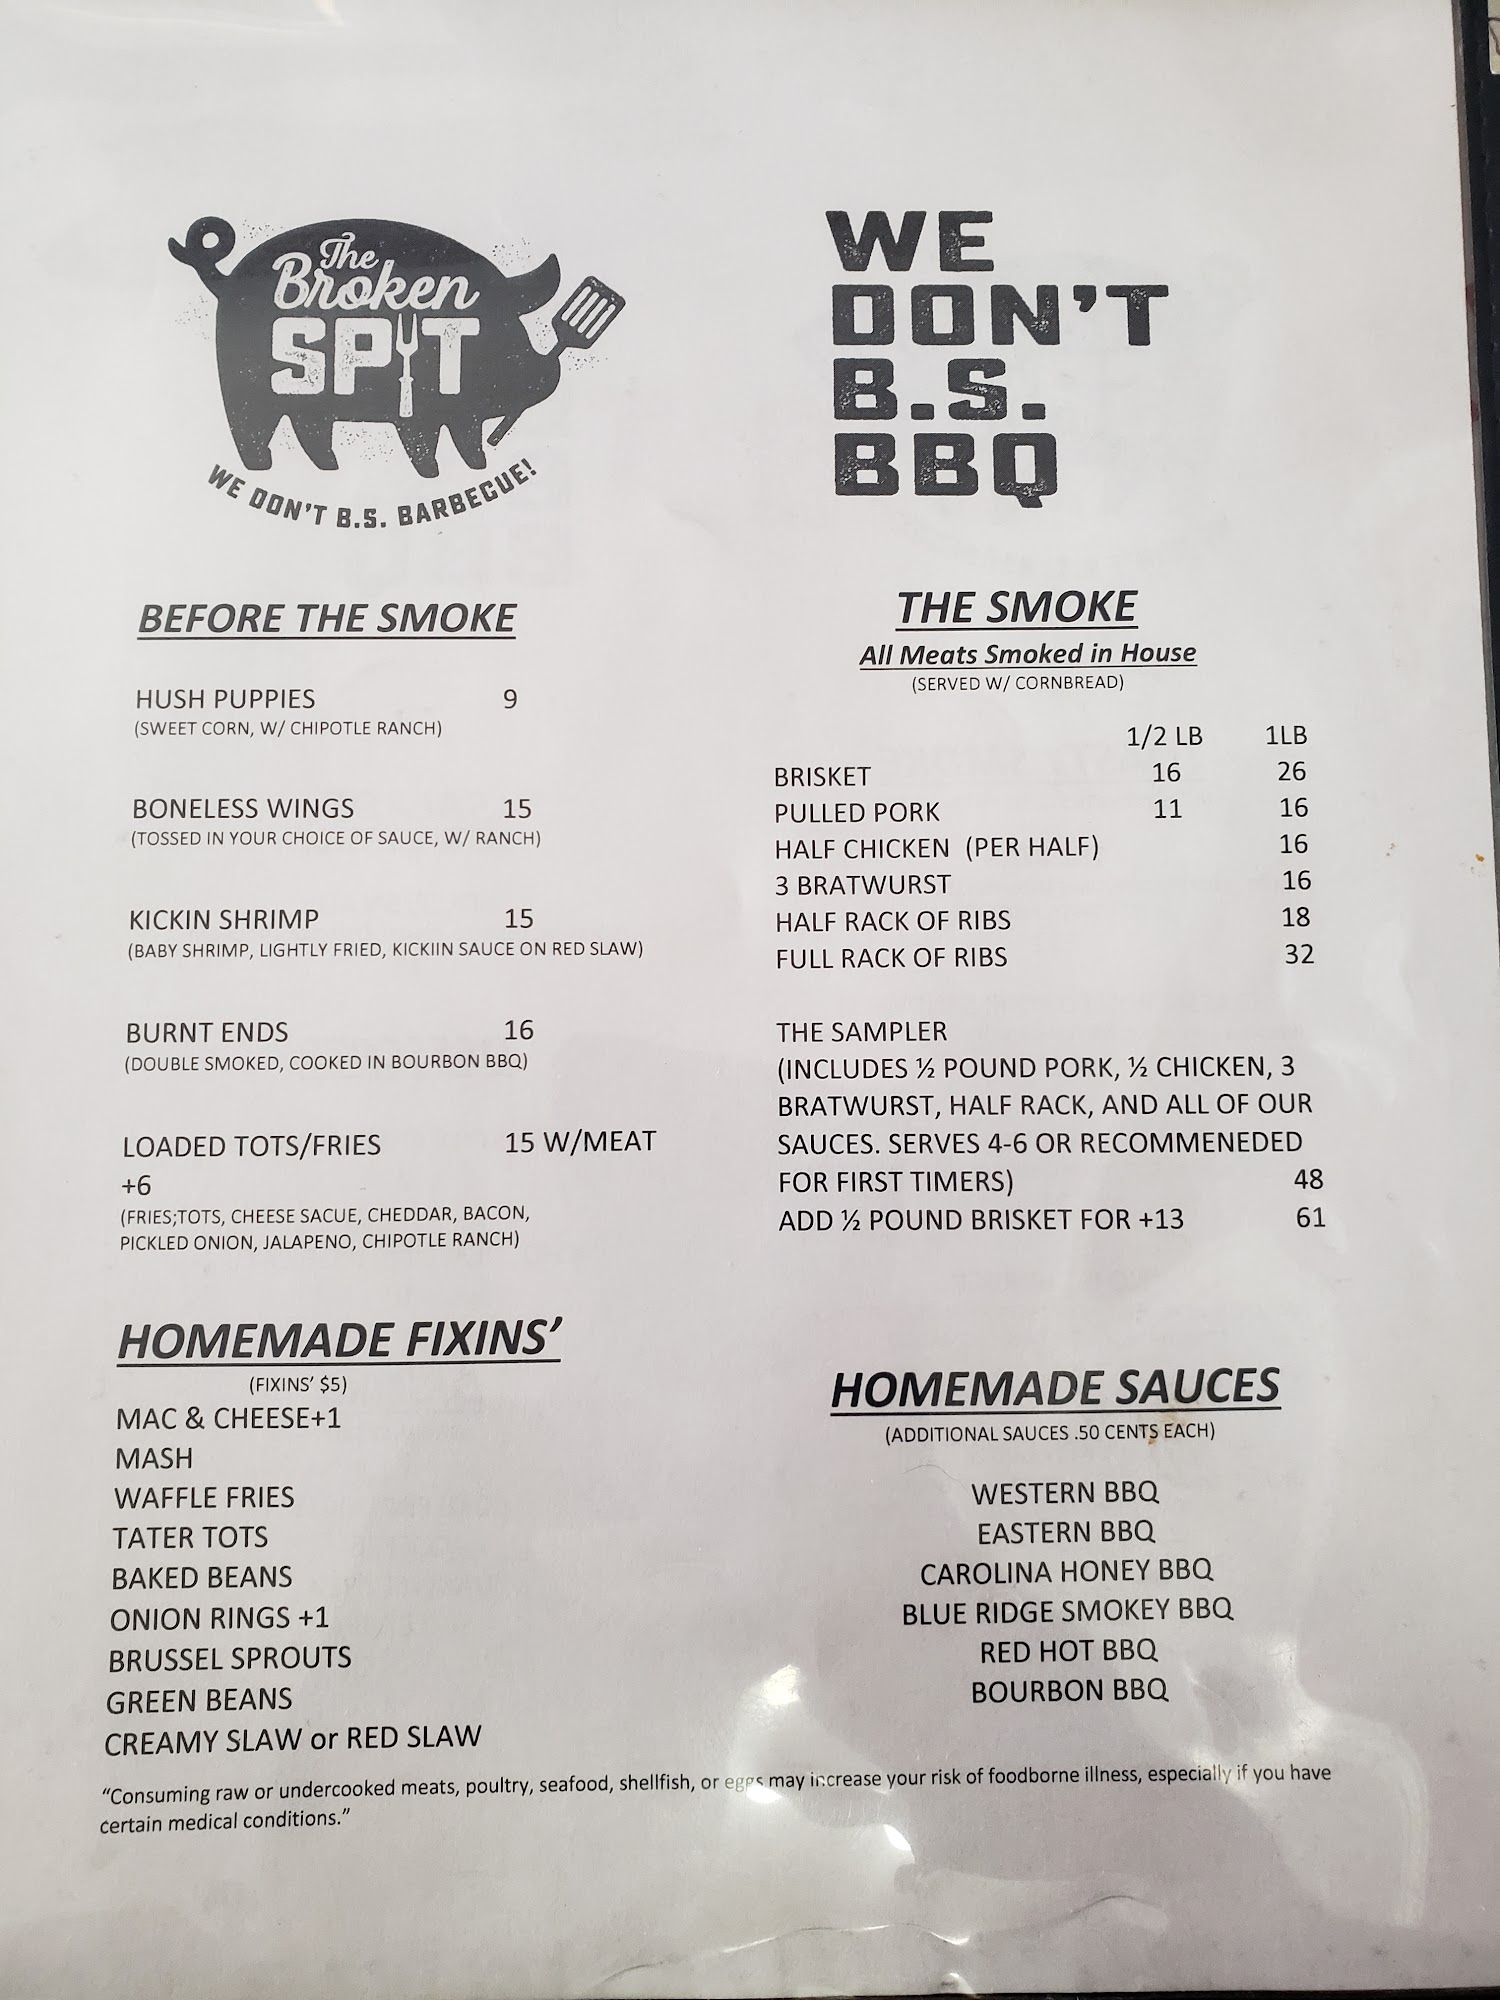 The
Broken
SPIT
WE DON'T B.S. BARBECUE!
WE
DON'T
B.S.
BBQ
BEFORE THE SMOKE
HUSH PUPPIES 9
(SWEET CORN, W/ CHIPOTLE RANCH)
BONELESS WINGS 15
(TOSSED IN YOUR CHOICE OF SAUCE, W/ RANCH)
KICKIN SHRIMP 15
(BABY SHRIMP, LIGHTLY FRIED, KICKIIN SAUCE ON RED SLAW)
BURNT ENDS 16
(DOUBLE SMOKED, COOKED IN BOURBON BBQ)
LOADED TOTS/FRIES 15 W/MEAT
+6
(FRIES;TOTS, CHEESE SACUE, CHEDDAR, BACON,
PICKLED ONION, JALAPENO, CHIPOTLE RANCH)
HOMEMADE FIXINS'
(FIXINS' $5)
MAC & CHEESE+1
MASH
WAFFLE FRIES
TATER TOTS
BAKED BEANS
ONION RINGS +1
BRUSSEL SPROUTS
GREEN BEANS
CREAMY SLAW or RED SLAW
THE SMOKE
All Meats Smoked in House
(SERVED W/ CORNBREAD)
1/2 LB 1LB
BRISKET 16 26
PULLED PORK 11 16
HALF CHICKEN (PER HALF) 16
3 BRATWURST 16
HALF RACK OF RIBS 18
FULL RACK OF RIBS 32
THE SAMPLER
(INCLUDES ½ POUND PORK, ½ CHICKEN, 3
BRATWURST, HALF RACK, AND ALL OF OUR
SAUCES. SERVES 4-6 OR RECOMMENEDED
FOR FIRST TIMERS) 48
ADD ½ POUND BRISKET FOR +13 61
HOMEMADE SAUCES
(ADDITIONAL SAUCES .50 CENTS EACH)
WESTERN BBQ
EASTERN BBQ
CAROLINA HONEY BBQ
BLUE RIDGE SMOKEY BBQ
RED HOT BBQ
BOURBON BBQ
"Consuming raw or undercooked meats, poultry, seafood, shellfish, or eggs may increase your risk of foodborne illness, especially if you have
certain medical conditions."